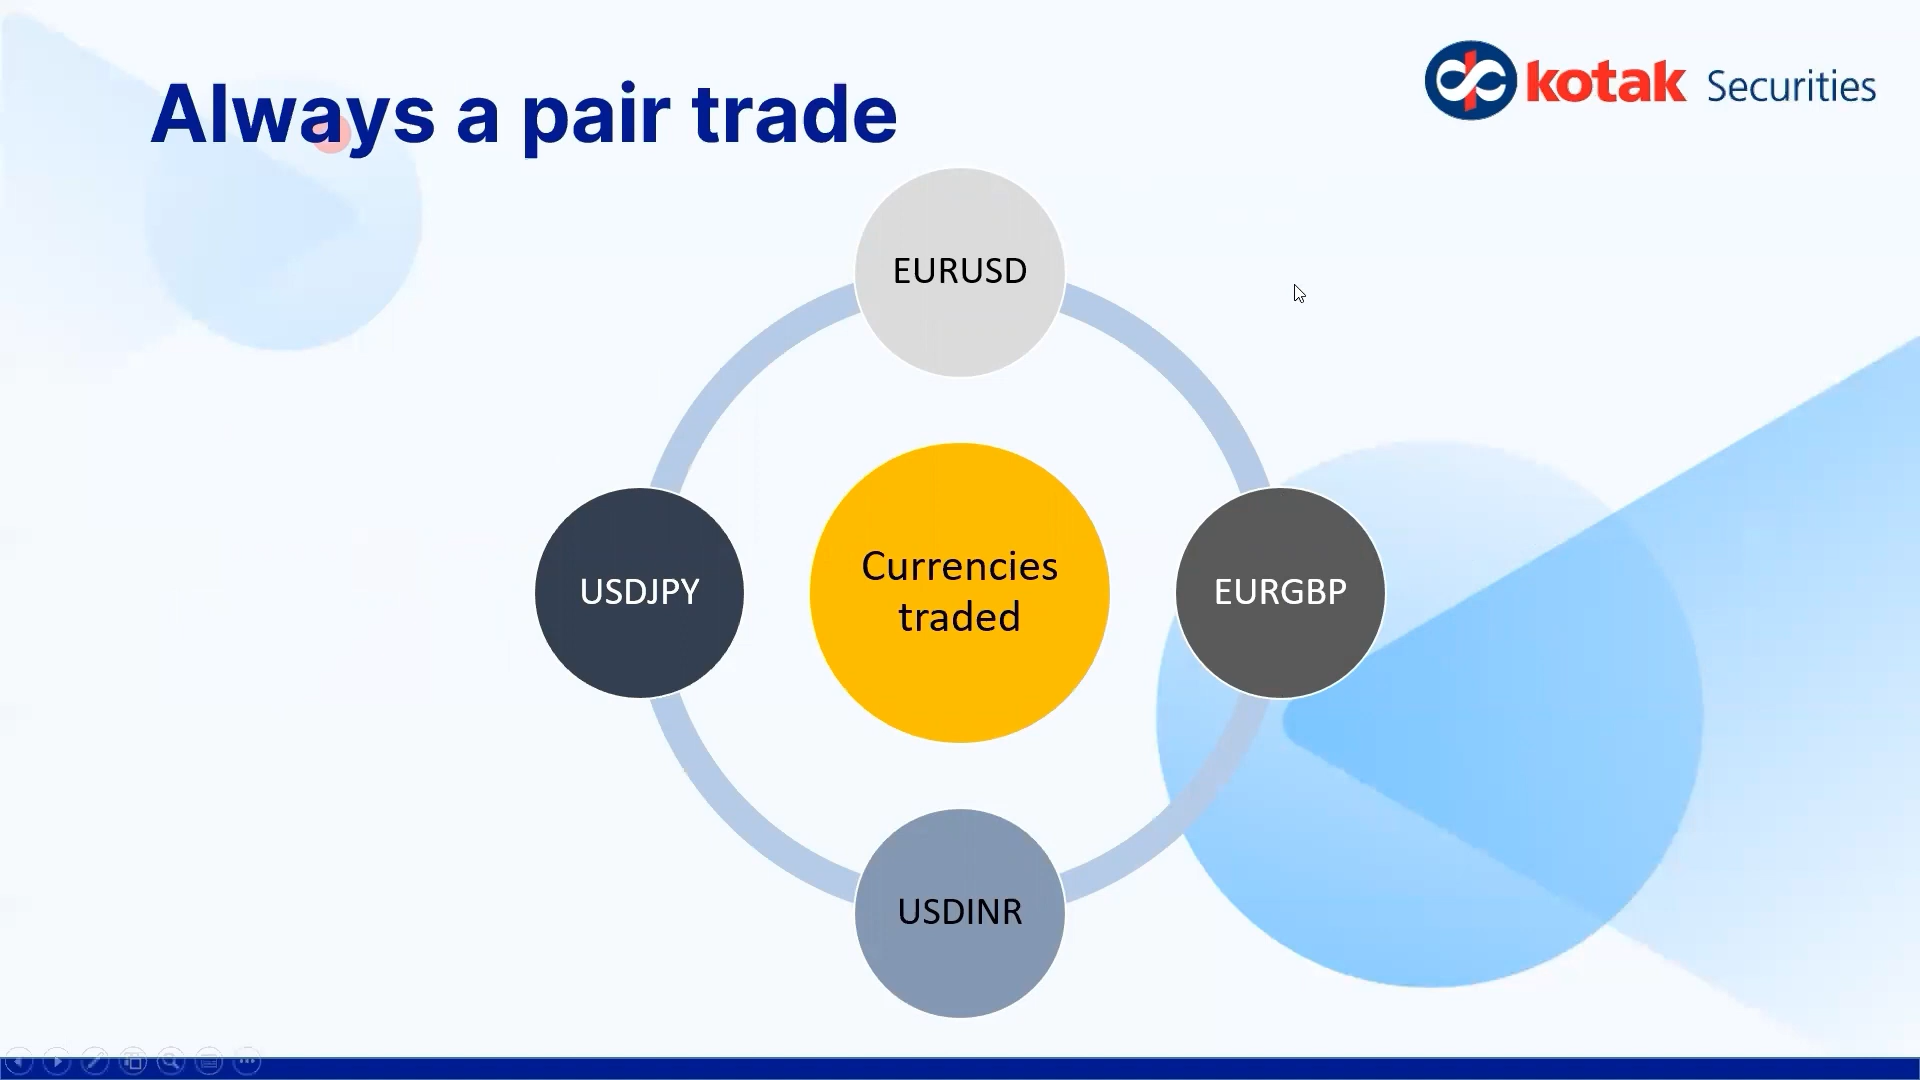 Always a pair trade
kotak Securities
EURUSD
USDJPY
Currencies
traded
EURGBP
USDINR